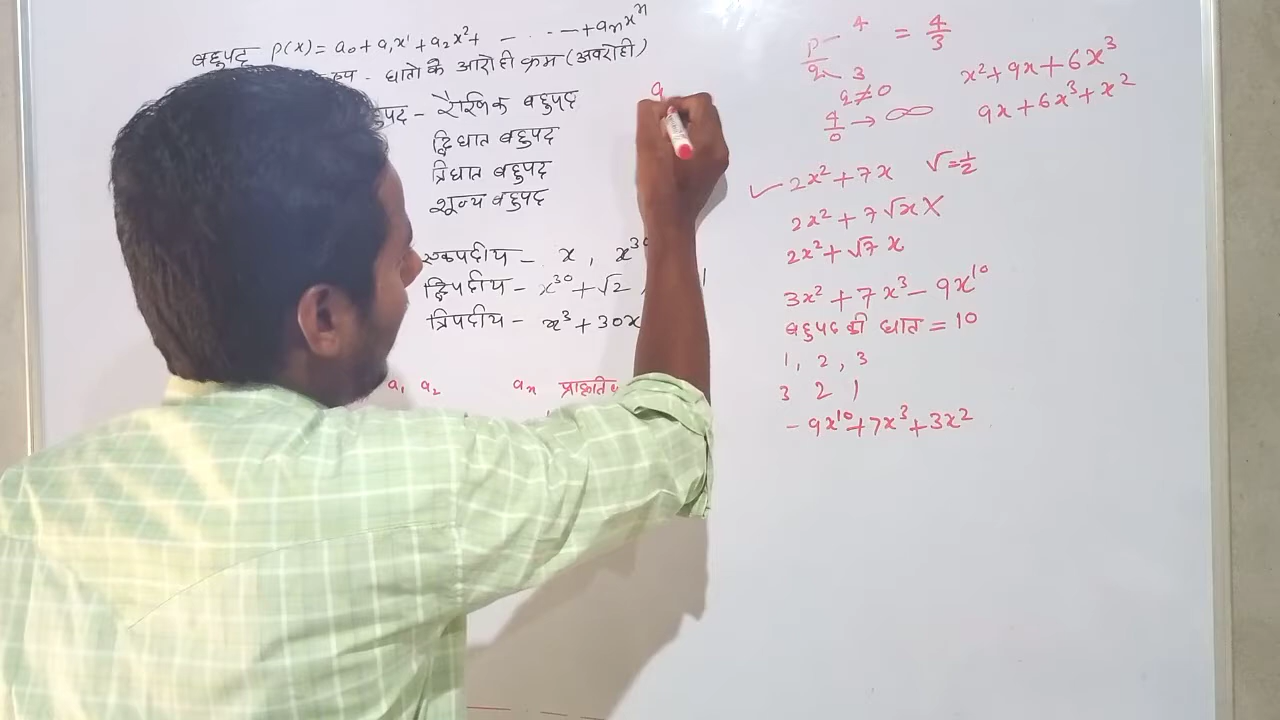 बहुपद P(x) = a₀ + a₁x¹ + a₂x² + - . . - - + aₙxⁿ
- घातो के आरोही क्रम (अवरोही)
- रैखिक बहुपद
द्विघात बहुपद
त्रिघात बहुपद
शून्य बहुपद
एकपदीय - x , x³⁰
द्विपदीय - x³⁰ + √2
त्रिपदीय - x³ + 30x
a₁ a₂ aₙ
9
p/q 4 3 = 4/3
q ≠ 0
4/0 → ∞
x² + 9x + 6x³
9x + 6x³ + x²
✓ 2x² + 7x √ = 1/2
2x² + 7√x X
2x² + √7 x
3x² + 7x³ - 9x¹⁰
बहुपद की घात = 10
1, 2, 3
3 2 1
- 9x¹⁰ + 7x³ + 3x²